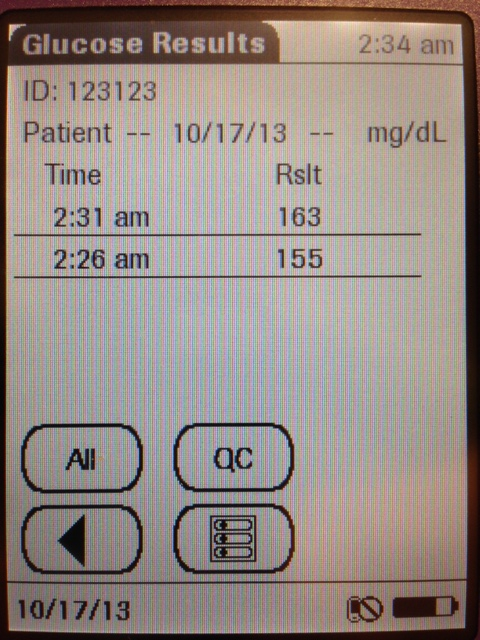 Glucose Results 2:34 am
ID: 123123
Patient -- 10/17/13 -- mg/dL
Time Rslt
2:31 am 163
2:26 am 155
All QC
10/17/13